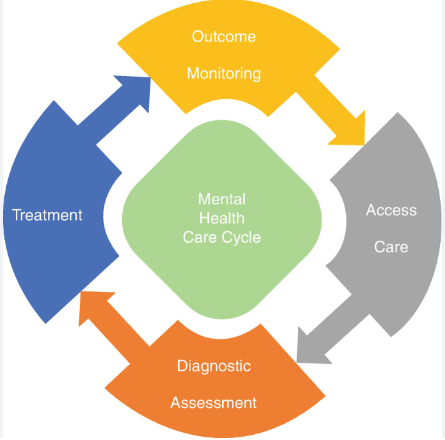 Outcome
Monitoring
Access
Care
Diagnostic
Assessment
Treatment
Mental
Health
Care Cycle